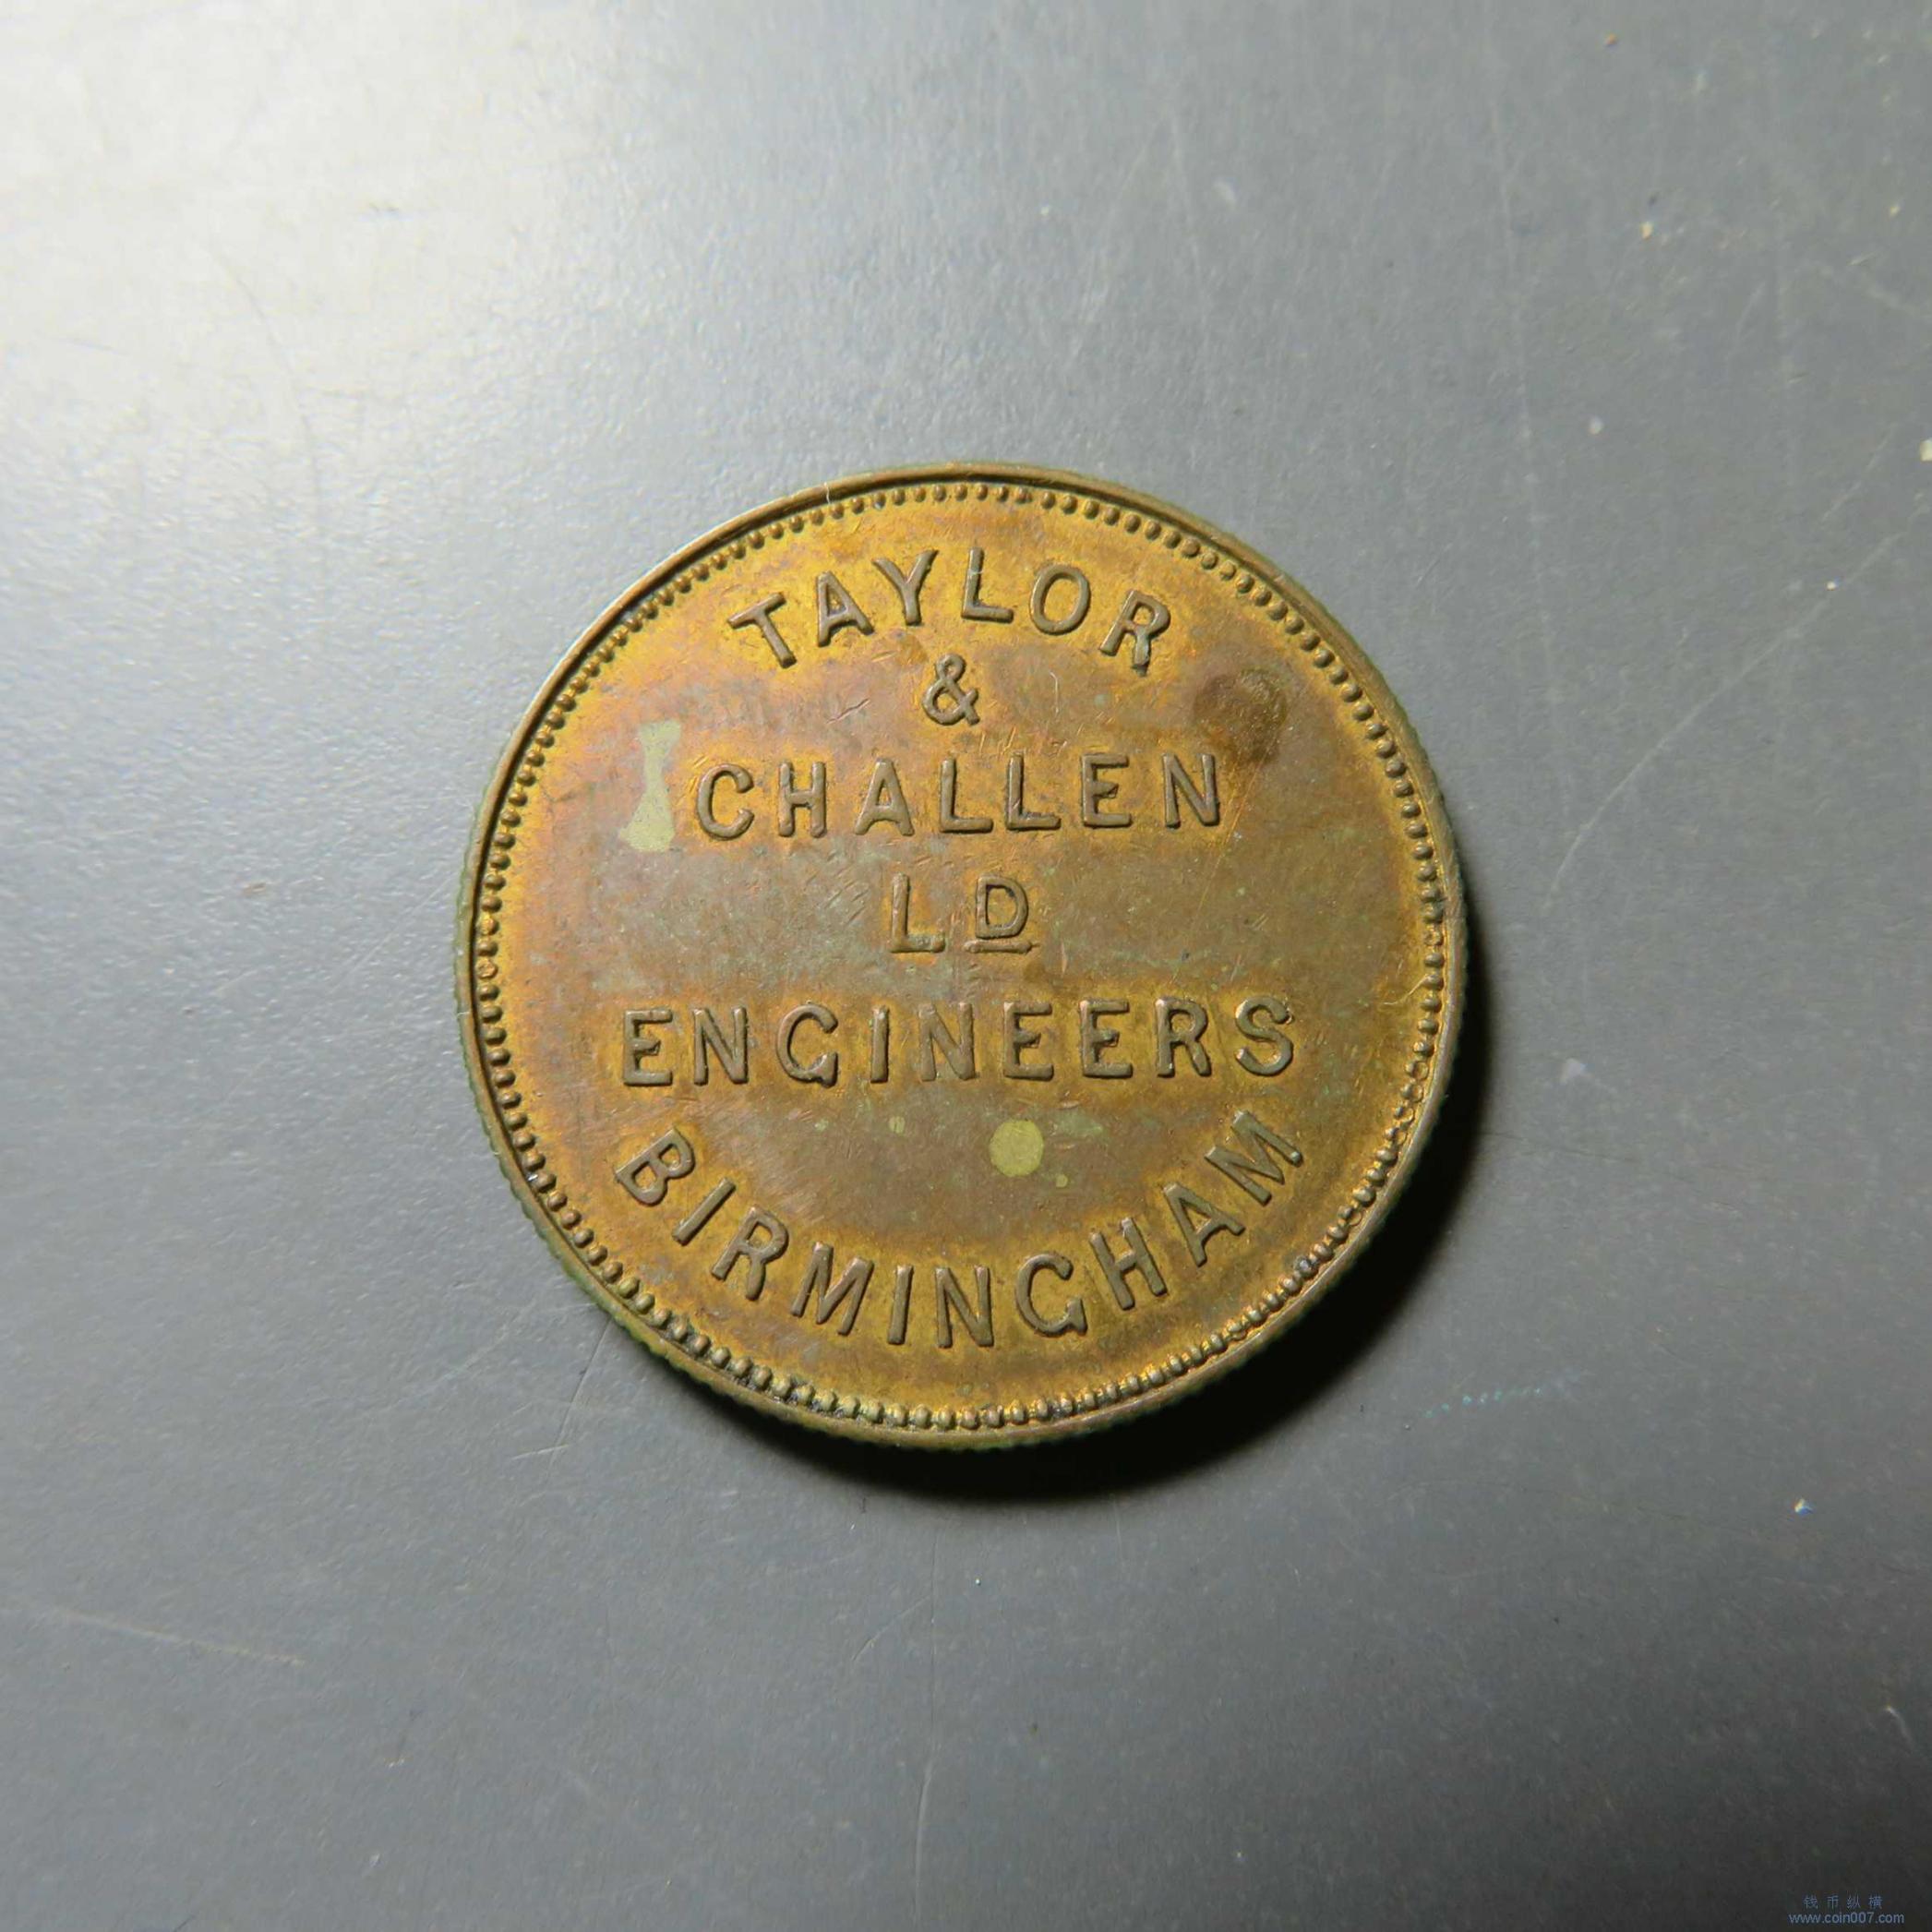 TAYLOR
&
CHALLEN
LD
ENGINEERS
BIRMINGHAM
钱币纵横
www.coin007.com